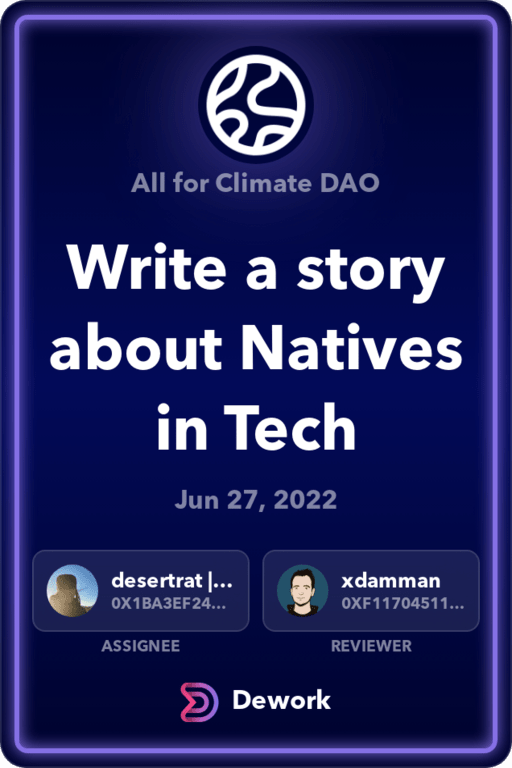 All for Climate DAO
Write a story
about Natives
in Tech
Jun 27, 2022
desertrat |...
0X1BA3EF24...
ASSIGNEE
xdamman
0XF11704511...
REVIEWER
Dework